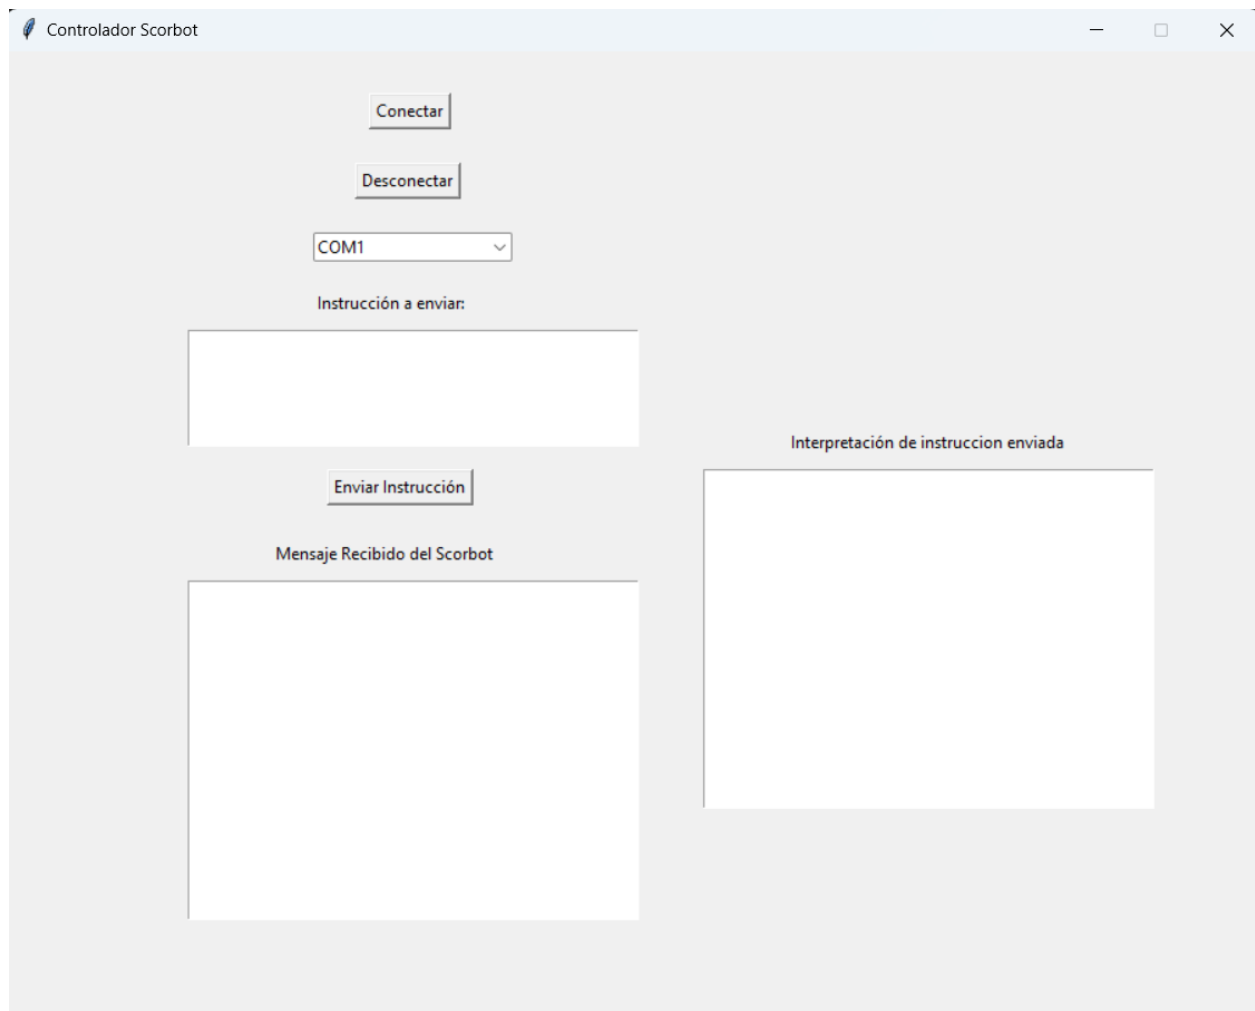 Controlador Scorbot
Conectar
Desconectar
COM1
Instrucción a enviar:
Enviar Instrucción
Mensaje Recibido del Scorbot
Interpretación de instruccion enviada